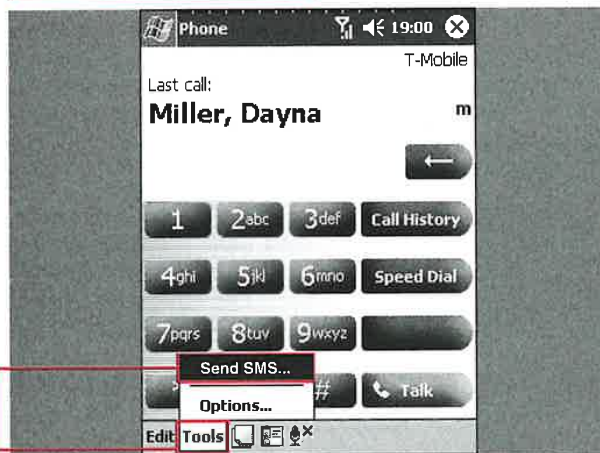 Phone 19:00
T-Mobile
Last call:
Miller, Dayna m
1 2abc 3def Call History
4ghi 5jkl 6mno Speed Dial
7pqrs 8tuv 9wxyz
Send SMS...
# Talk
Options...
Edit Tools